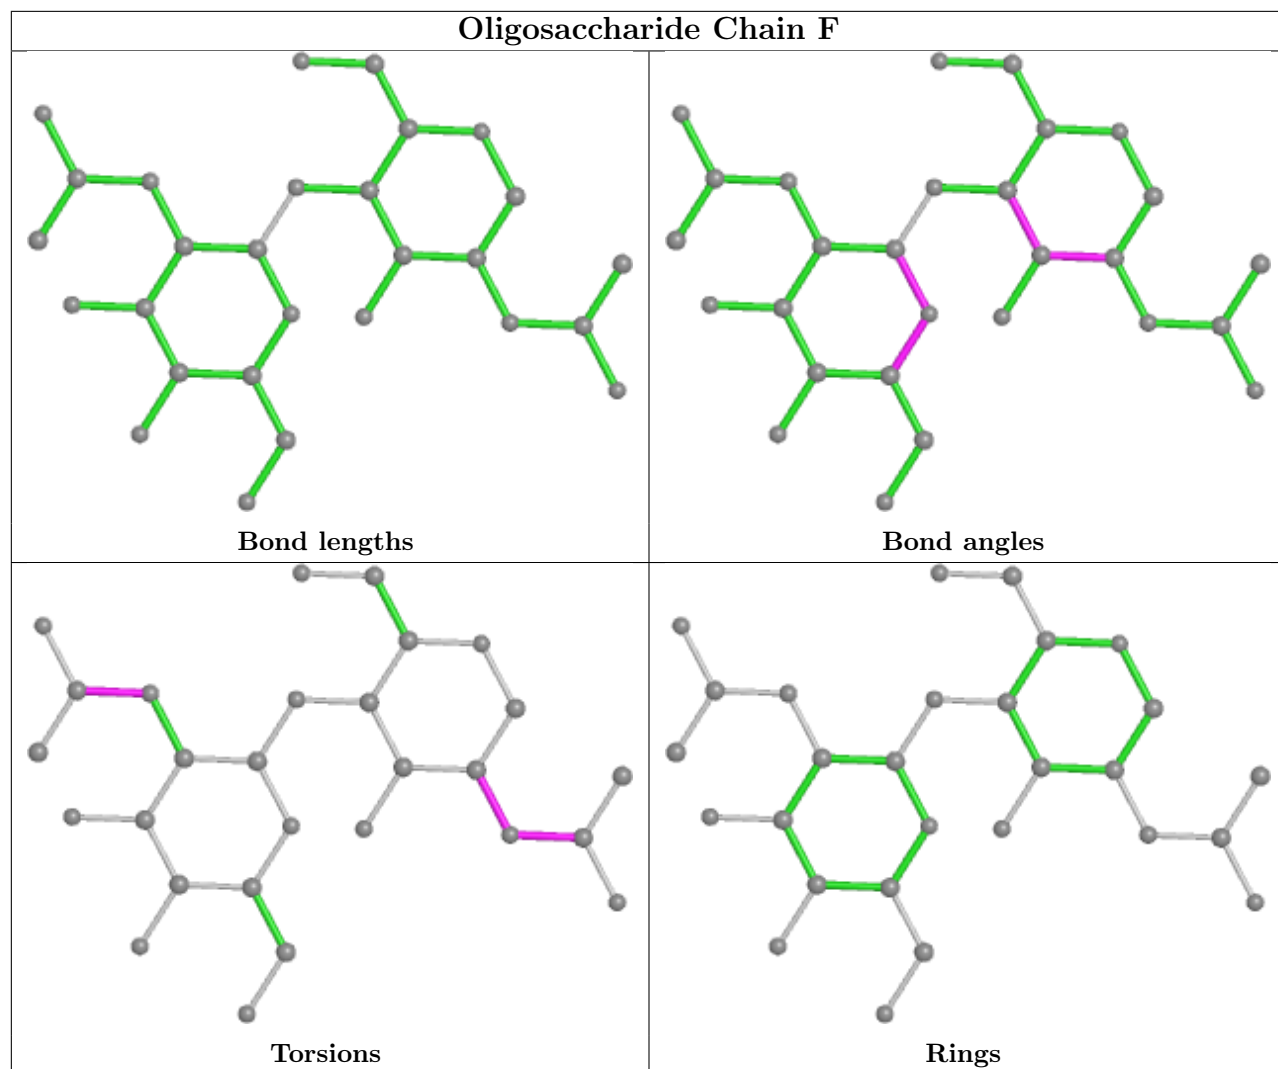 Oligosaccharide Chain F
Bond lengths
Bond angles
Torsions
Rings